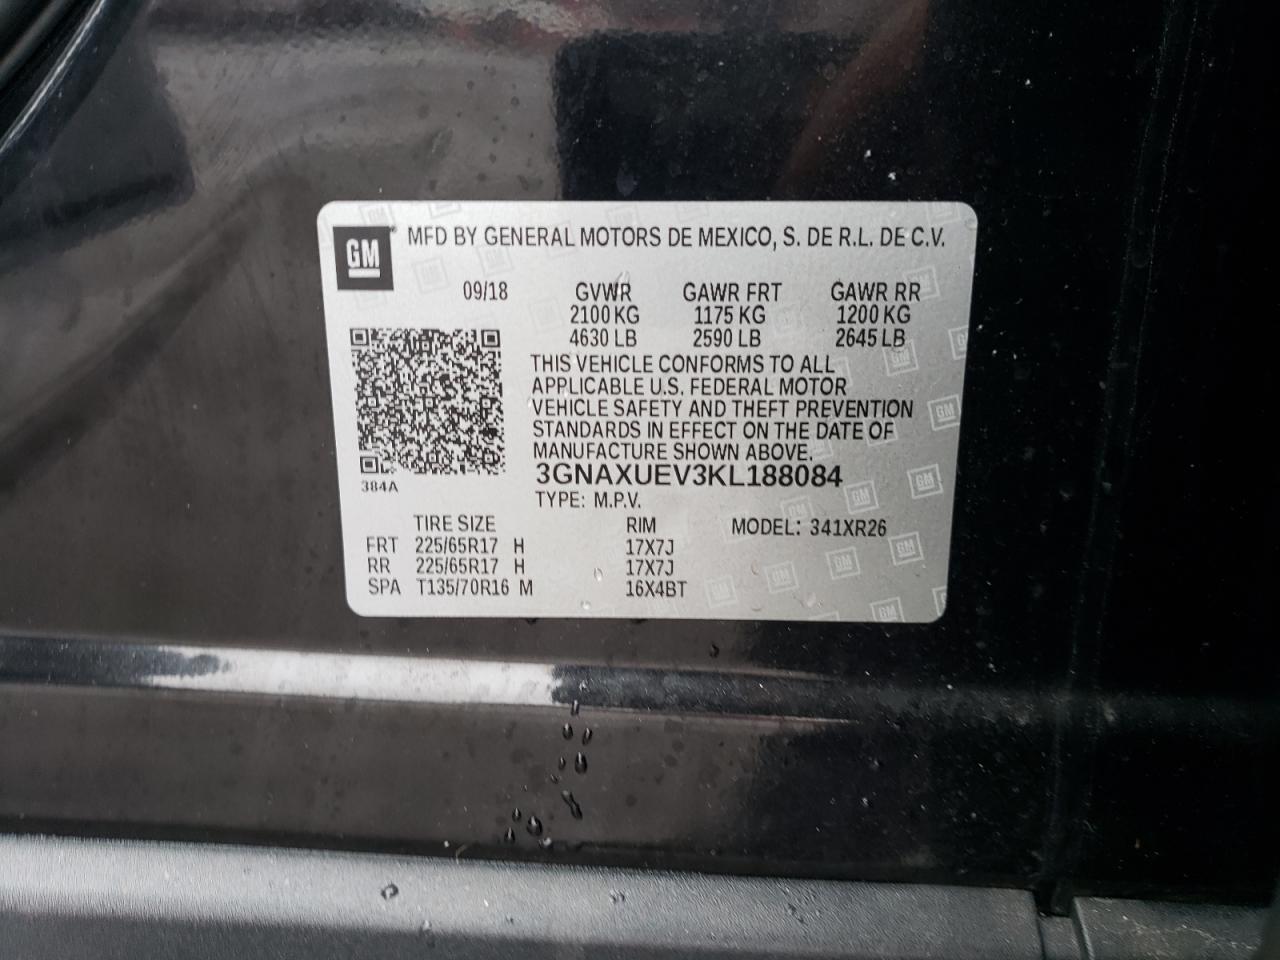 GM ® MFD BY GENERAL MOTORS DE MEXICO, S. DE R.L. DE C.V.
09/18 GVWR GAWR FRT GAWR RR
2100 KG 1175 KG 1200 KG
4630 LB 2590 LB 2645 LB
THIS VEHICLE CONFORMS TO ALL
APPLICABLE U.S. FEDERAL MOTOR
VEHICLE SAFETY AND THEFT PREVENTION
STANDARDS IN EFFECT ON THE DATE OF
MANUFACTURE SHOWN ABOVE.
3GNAXUEV3KL188084
384A
TYPE: M.P.V.
TIRE SIZE RIM MODEL: 341XR26
FRT 225/65R17 H 17X7J
RR 225/65R17 H 17X7J
SPA T135/70R16 M 16X4BT